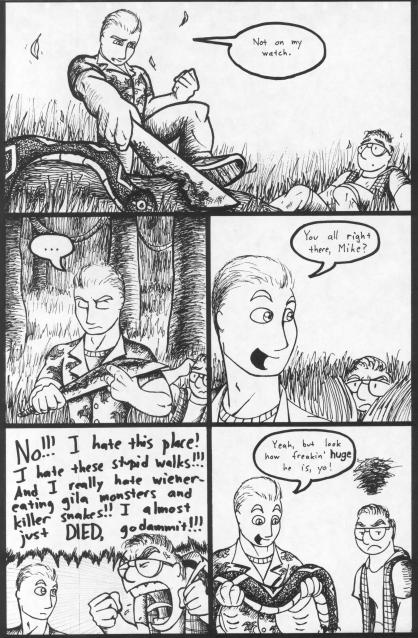 Not on my
watch.
...
You all right
there, Mike?
No!!! I hate this place!
I hate these stupid walks!!!
And I really hate wiener-
eating gila monsters and
killer snakes!! I almost
just DIED, goddammit!!!
Yeah, but look
how freakin' huge
he is, yo!